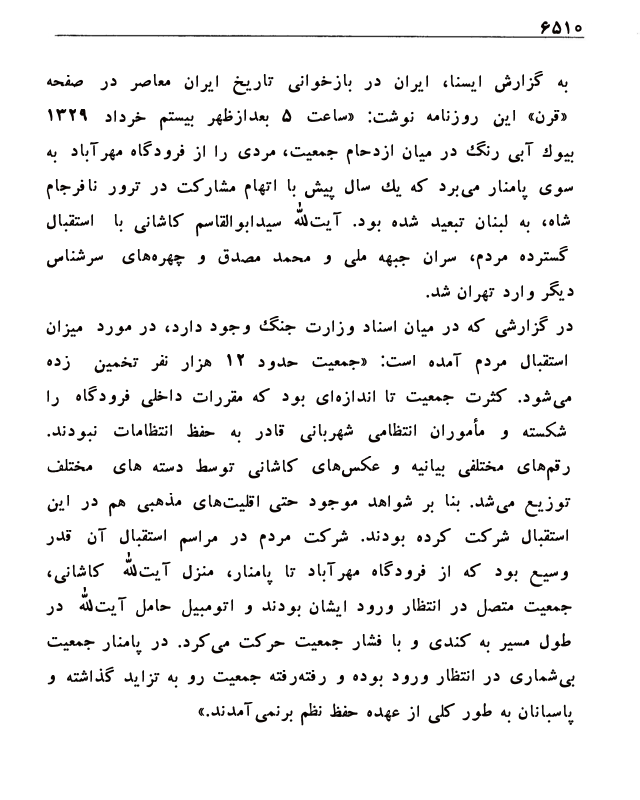 ۶۵۱۰
به گزارش ایسنا، ایران در بازخوانی تاریخ ایران معاصر در صفحه
«قرن» این روزنامه نوشت: «ساعت ۵ بعدازظهر بیستم خرداد ۱۳۲۹
بیوك آبی رنگ در میان ازدحام جمعیت، مردی را از فرودگاه مهرآباد به
سوی پامنار می‌برد که یك سال پیش با اتهام مشارکت در ترور نافرجام
شاه، به لبنان تبعید شده بود. آیت‌الله سیدابوالقاسم کاشانی با استقبال
گسترده مردم، سران جبهه ملی و محمد مصدق و چهره‌های سرشناس
دیگر وارد تهران شد.
در گزارشی که در میان اسناد وزارت جنگ وجود دارد، در مورد میزان
استقبال مردم آمده است: «جمعیت حدود ۱۲ هزار نفر تخمین زده
می‌شود. کثرت جمعیت تا اندازه‌ای بود که مقررات داخلی فرودگاه را
شکسته و مأموران انتظامی شهربانی قادر به حفظ انتظامات نبودند.
رقم‌های مختلفی بیانیه و عکس‌های کاشانی توسط دسته های مختلف
توزیع می‌شد. بنا بر شواهد موجود حتی اقلیت‌های مذهبی هم در این
استقبال شرکت کرده بودند. شرکت مردم در مراسم استقبال آن قدر
وسیع بود که از فرودگاه مهرآباد تا پامنار، منزل آیت‌الله کاشانی،
جمعیت متصل در انتظار ورود ایشان بودند و اتومبیل حامل آیت‌الله در
طول مسیر به کندی و با فشار جمعیت حرکت می‌کرد. در پامنار جمعیت
بی‌شماری در انتظار ورود بوده و رفته‌رفته جمعیت رو به تزاید گذاشته و
پاسبانان به طور کلی از عهده حفظ نظم برنمی‌آمدند.»